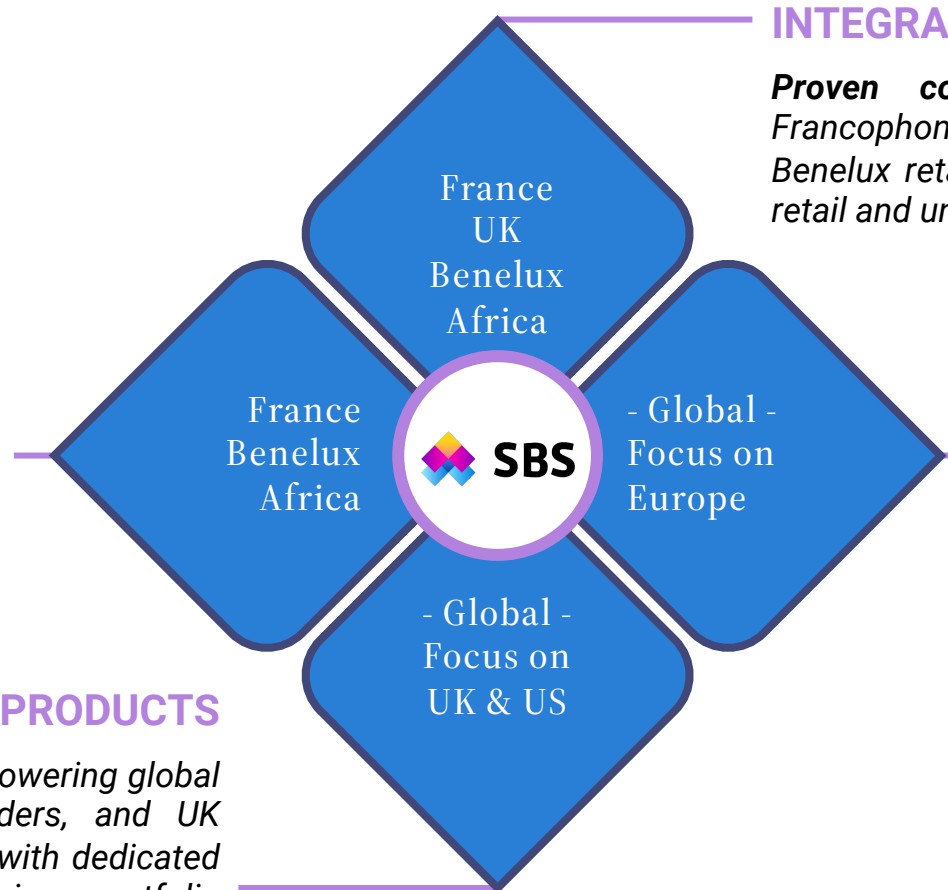 INTEGRA
Proven co
Francophon
Benelux reta
retail and un
France
UK
Benelux
Africa
France
Benelux
Africa
SBS
- Global -
Focus on
Europe
- Global -
Focus on
UK & US
PRODUCTS
owering global
ders, and UK
with dedicated